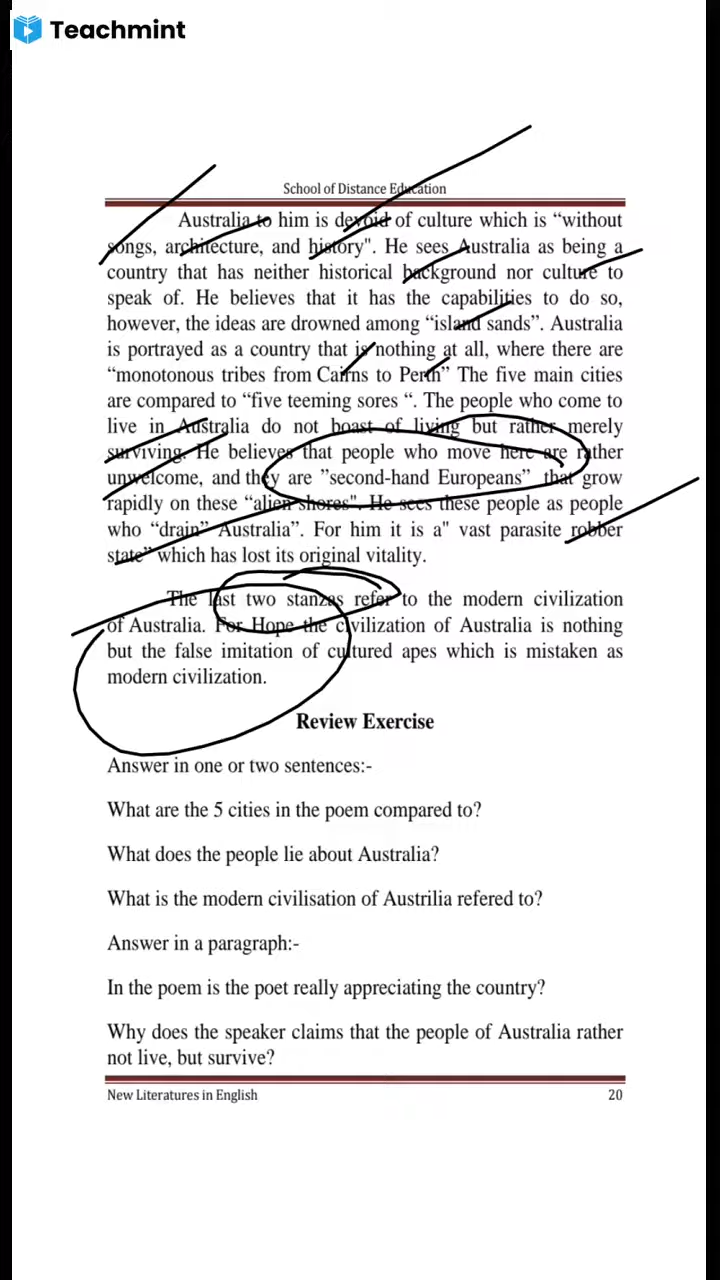 Teachmint
School of Distance Education
Australia to him is devoid of culture which is “without
songs, architecture, and history". He sees Australia as being a
country that has neither historical background nor culture to
speak of. He believes that it has the capabilities to do so,
however, the ideas are drowned among “island sands”. Australia
is portrayed as a country that is nothing at all, where there are
“monotonous tribes from Cairns to Perth” The five main cities
are compared to “five teeming sores “. The people who come to
live in Australia do not boast of living but rather merely
surviving. He believes that people who move here are rather
unwelcome, and they are ”second-hand Europeans” that grow
rapidly on these “alien shores". He sees these people as people
who “drain” Australia”. For him it is a" vast parasite robber
state” which has lost its original vitality.
The last two stanzas refer to the modern civilization
of Australia. For Hope the civilization of Australia is nothing
but the false imitation of cultured apes which is mistaken as
modern civilization.
Review Exercise
Answer in one or two sentences:-
What are the 5 cities in the poem compared to?
What does the people lie about Australia?
What is the modern civilisation of Austrilia refered to?
Answer in a paragraph:-
In the poem is the poet really appreciating the country?
Why does the speaker claims that the people of Australia rather
not live, but survive?
New Literatures in English 20